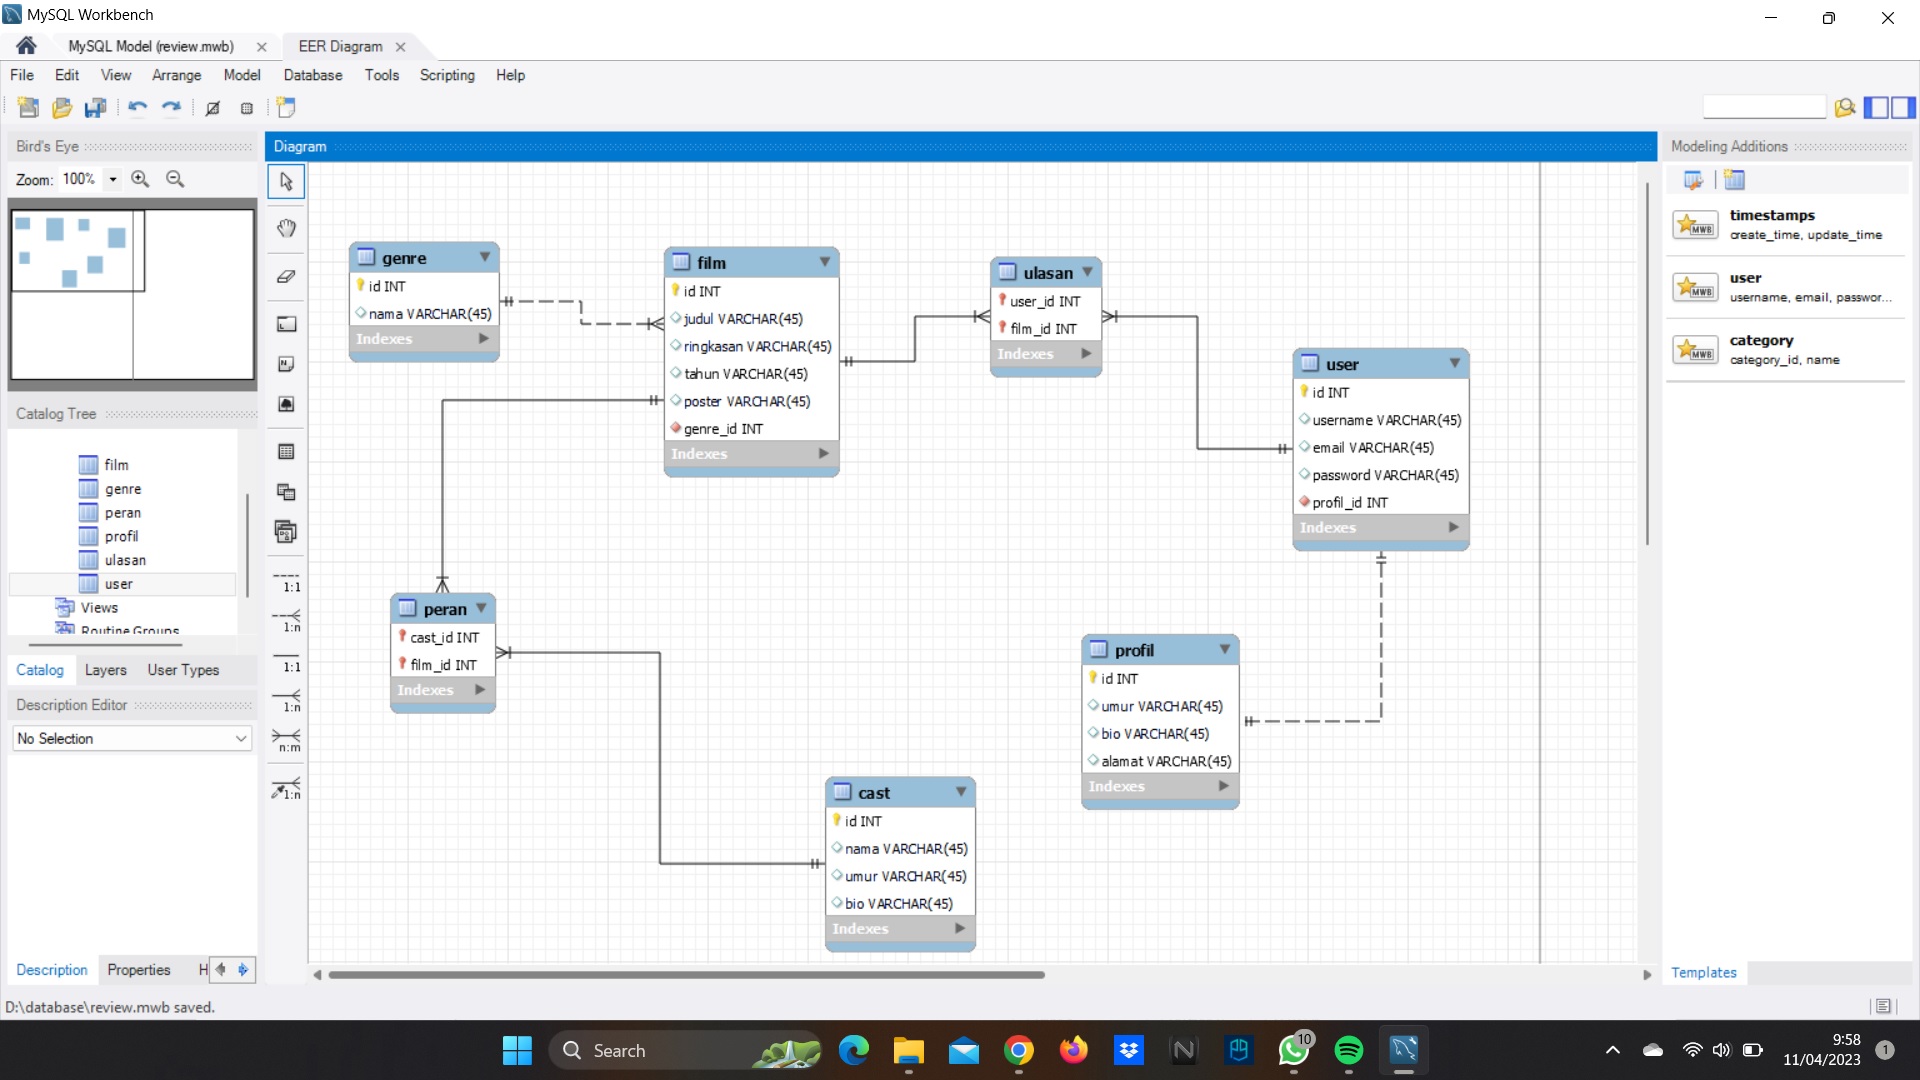 MySQL Workbench
MySQL Model (review.mwb)
EER Diagram
File Edit View Arrange Model Database Tools Scripting Help
Bird's Eye
Zoom: 100%
Catalog Tree
film
genre
peran
profil
ulasan
user
Views
Routine Groups
Catalog Layers User Types
Description Editor
No Selection
Description Properties H
Diagram
1:1
1:n
1:1
1:n
n:m
1:n
genre
id INT
nama VARCHAR(45)
Indexes
film
id INT
judul VARCHAR(45)
ringkasan VARCHAR(45)
tahun VARCHAR(45)
poster VARCHAR(45)
genre_id INT
Indexes
ulasan
user_id INT
film_id INT
Indexes
user
id INT
username VARCHAR(45)
email VARCHAR(45)
password VARCHAR(45)
profil_id INT
Indexes
peran
cast_id INT
film_id INT
Indexes
profil
id INT
umur VARCHAR(45)
bio VARCHAR(45)
alamat VARCHAR(45)
Indexes
cast
id INT
nama VARCHAR(45)
umur VARCHAR(45)
bio VARCHAR(45)
Indexes
Modeling Additions
MWB
timestamps
create_time, update_time
MWB
user
username, email, passwor...
MWB
category
category_id, name
Templates
D:\database\review.mwb saved.
Search
10
9:58
11/04/2023
1